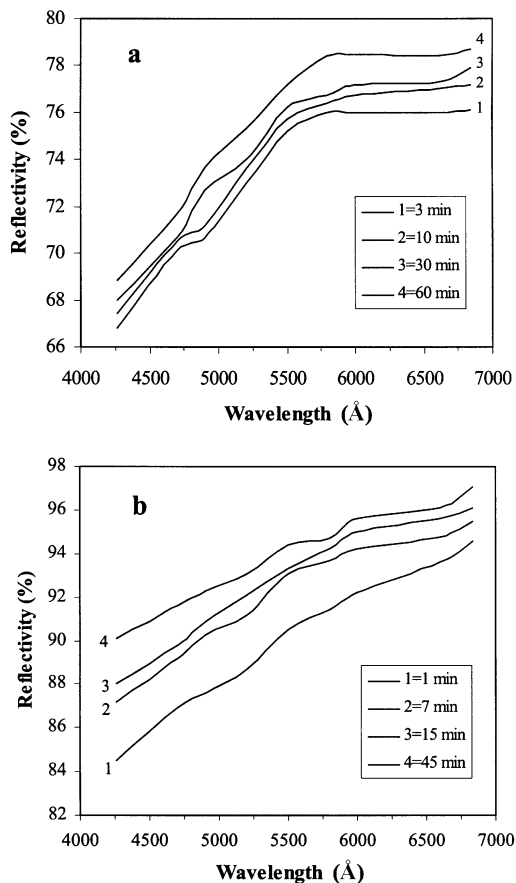 80
78
76
74
72
70
68
66
Reflectivity (%)
a
4
3
2
1
1=3 min
2=10 min
3=30 min
4=60 min
4000 4500 5000 5500 6000 6500 7000
Wavelength (Å)
98
96
94
92
90
88
86
84
82
Reflectivity (%)
b
4
3
2
1
1=1 min
2=7 min
3=15 min
4=45 min
4000 4500 5000 5500 6000 6500 7000
Wavelength (Å)